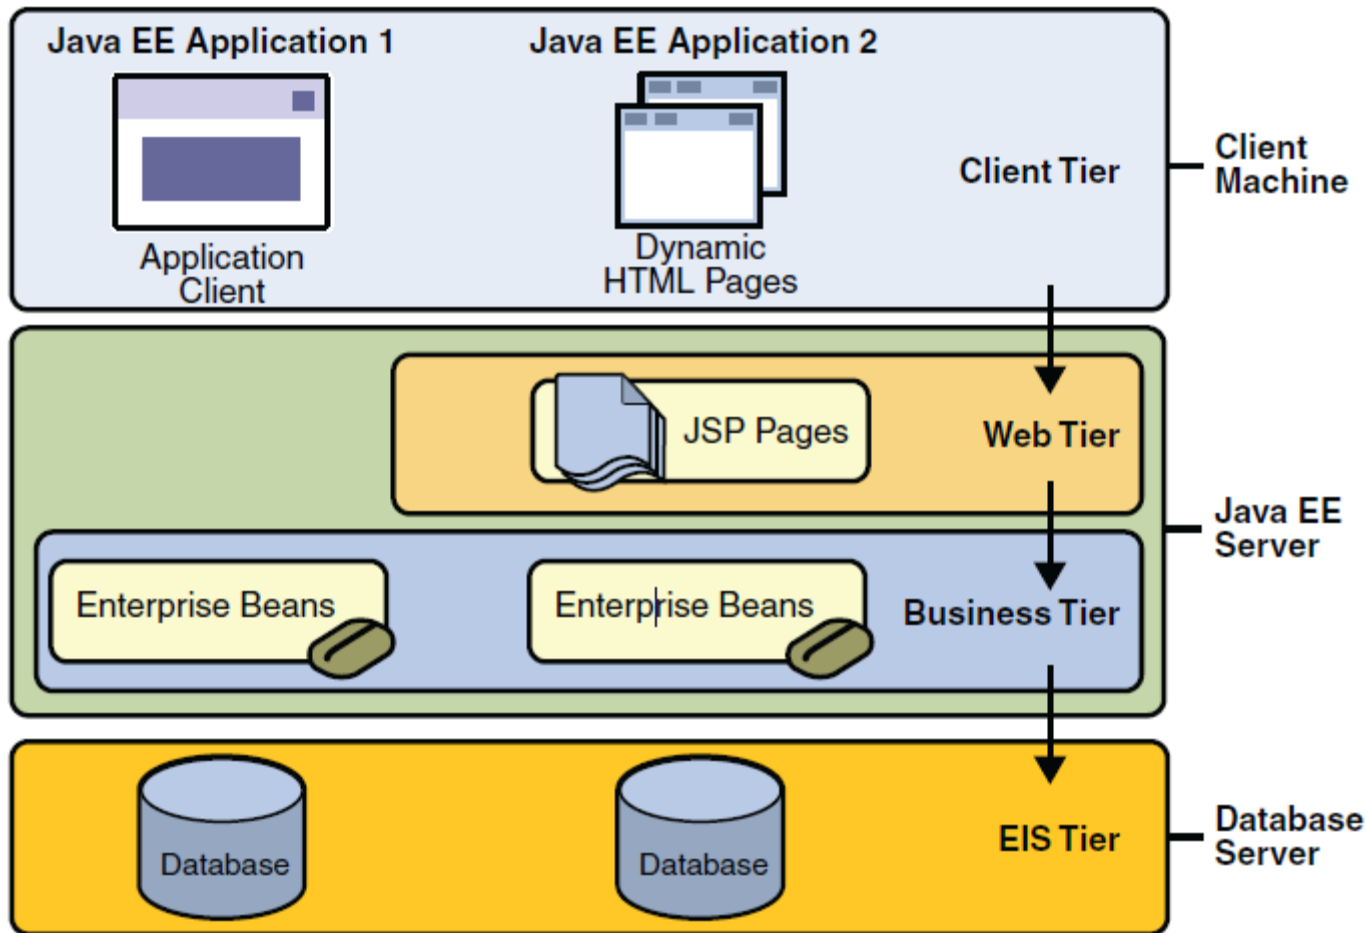 Java EE Application 1
Java EE Application 2
Application
Client
Dynamic
HTML Pages
Client Tier
Client
Machine
JSP Pages
Web Tier
Java EE
Server
Enterprise Beans
Enterprise Beans
Business Tier
Database
Database
EIS Tier
Database
Server